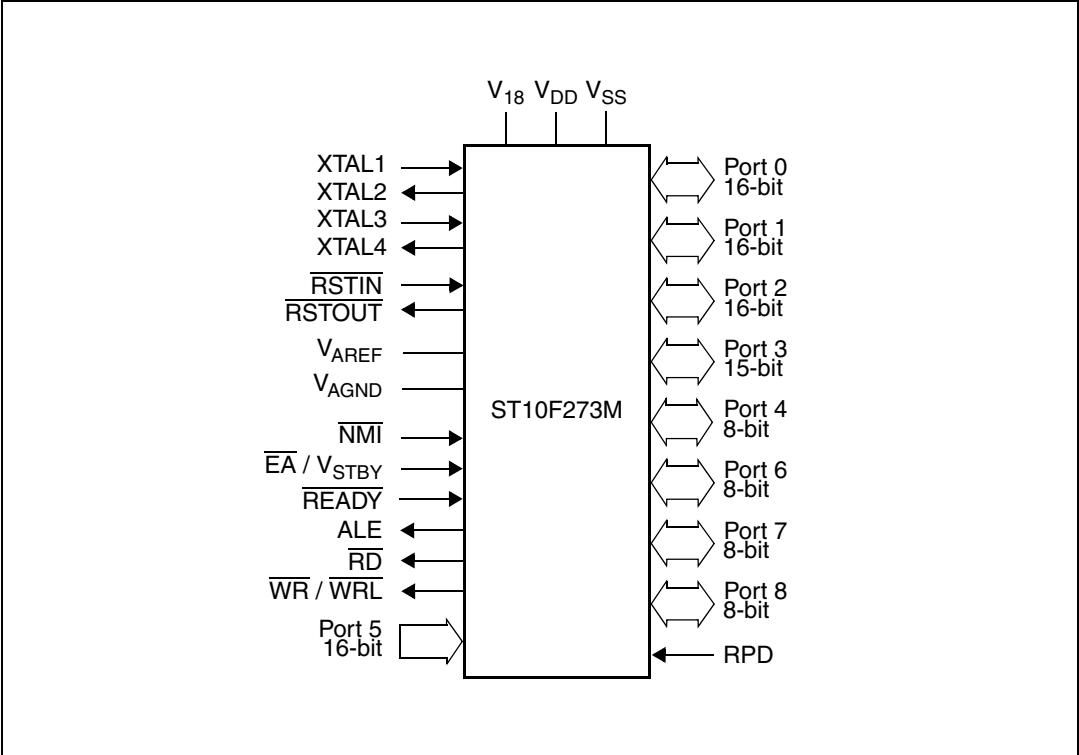 V18 VDD VSS
XTAL1
XTAL2
XTAL3
XTAL4
RSTIN
RSTOUT
VAREF
VAGND
NMI
EA / VSTBY
READY
ALE
RD
WR / WRL
Port 5
16-bit
ST10F273M
Port 0
16-bit
Port 1
16-bit
Port 2
16-bit
Port 3
15-bit
Port 4
8-bit
Port 6
8-bit
Port 7
8-bit
Port 8
8-bit
RPD